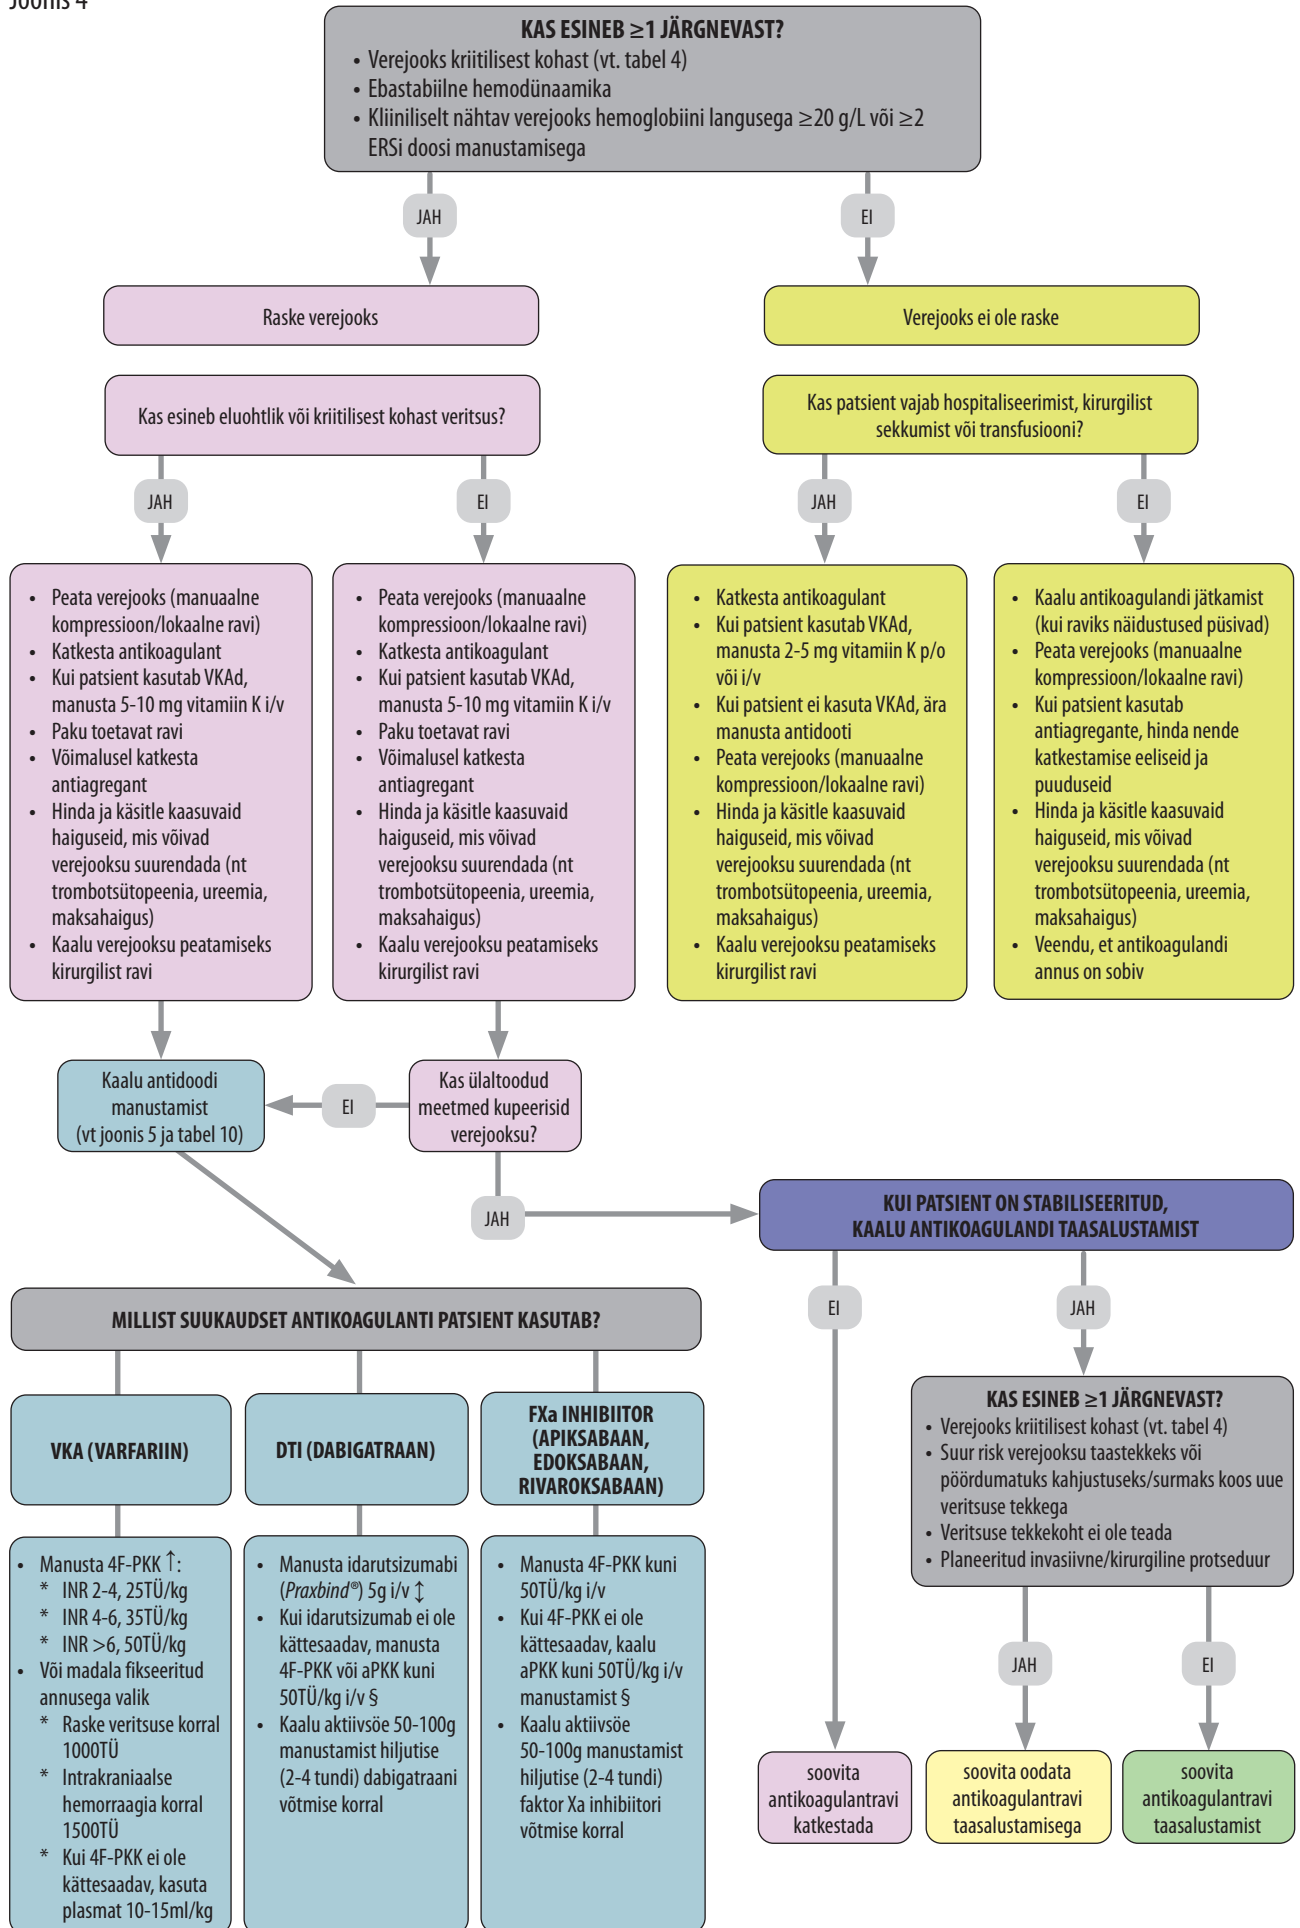 Joonis 4
KAS ESINEB ≥1 JÄRGNEVAST?
• Verejooks kriitilisest kohast (vt. tabel 4)
• Ebastabiilne hemodünaamika
• Kliiniliselt nähtav verejooks hemoglobiini langusega ≥20 g/L või ≥2
ERSi doosi manustamisega
JAH
EI
Raske verejooks
Verejooks ei ole raske
Kas esineb eluohtlik või kriitilisest kohast veritsus?
Kas patsient vajab hospitaliseerimist, kirurgilist
sekkumist või transfusiooni?
JAH
EI
JAH
EI
• Peata verejooks (manuaalne
kompressioon/lokaalne ravi)
• Katkesta antikoagulant
• Kui patsient kasutab VKAd,
manusta 5-10 mg vitamiin K i/v
• Paku toetavat ravi
• Võimalusel katkesta
antiagregant
• Hinda ja käsitle kaasuvaid
haiguseid, mis võivad
verejooksu suurendada (nt
trombotsütopeenia, ureemia,
maksahaigus)
• Kaalu verejooksu peatamiseks
kirurgilist ravi
• Peata verejooks (manuaalne
kompressioon/lokaalne ravi)
• Katkesta antikoagulant
• Kui patsient kasutab VKAd,
manusta 5-10 mg vitamiin K i/v
• Paku toetavat ravi
• Võimalusel katkesta
antiagregant
• Hinda ja käsitle kaasuvaid
haiguseid, mis võivad
verejooksu suurendada (nt
trombotsütopeenia, ureemia,
maksahaigus)
• Kaalu verejooksu peatamiseks
kirurgilist ravi
• Katkesta antikoagulant
• Kui patsient kasutab VKAd,
manusta 2-5 mg vitamiin K p/o
või i/v
• Kui patsient ei kasuta VKAd, ära
manusta antidooti
• Peata verejooks (manuaalne
kompressioon/lokaalne ravi)
• Hinda ja käsitle kaasuvaid
haiguseid, mis võivad
verejooksu suurendada (nt
trombotsütopeenia, ureemia,
maksahaigus)
• Kaalu verejooksu peatamiseks
kirurgilist ravi
• Kaalu antikoagulandi jätkamist
(kui raviks näidustused püsivad)
• Peata verejooks (manuaalne
kompressioon/lokaalne ravi)
• Kui patsient kasutab
antiagregante, hinda nende
katkestamise eeliseid ja
puuduseid
• Hinda ja käsitle kaasuvaid
haiguseid, mis võivad
verejooksu suurendada (nt
trombotsütopeenia, ureemia,
maksahaigus)
• Veendu, et antikoagulandi
annus on sobiv
Kaalu antidoodi
manustamist
(vt joonis 5 ja tabel 10)
EI
Kas ülaltoodud
meetmed kupeerisid
verejooksu?
JAH
KUI PATSIENT ON STABILISEERITUD,
KAALU ANTIKOAGULANDI TAASALUSTAMIST
EI
JAH
MILLIST SUUKAUDSET ANTIKOAGULANTI PATSIENT KASUTAB?
VKA (VARFARIIN)
DTI (DABIGATRAAN)
FXa INHIBIITOR
(APIKSABAAN,
EDOKSABAAN,
RIVAROKSABAAN)
• Manusta 4F-PKK ↑:
* INR 2-4, 25TÜ/kg
* INR 4-6, 35TÜ/kg
* INR >6, 50TÜ/kg
• Või madala fikseeritud
annusega valik
* Raske veritsuse korral
1000TÜ
* Intrakraniaalse
hemorraagia korral
1500TÜ
* Kui 4F-PKK ei ole
kättesaadav, kasuta
plasmat 10-15ml/kg
• Manusta idarutsizumabi
(Praxbind®) 5g i/v ↕
• Kui idarutsizumab ei ole
kättesaadav, manusta
4F-PKK või aPKK kuni
50TÜ/kg i/v §
• Kaalu aktiivsöe 50-100g
manustamist hiljutise
(2-4 tundi) dabigatraani
võtmise korral
• Manusta 4F-PKK kuni
50TÜ/kg i/v
• Kui 4F-PKK ei ole
kättesaadav, kaalu
aPKK kuni 50TÜ/kg i/v
manustamist §
• Kaalu aktiivsöe
50-100g manustamist
hiljutise (2-4 tundi)
faktor Xa inhibiitori
võtmise korral
KAS ESINEB ≥1 JÄRGNEVAST?
• Verejooks kriitilisest kohast (vt. tabel 4)
• Suur risk verejooksu taastekkeks või
pöördumatuks kahjustuseks/surmaks koos uue
veritsuse tekkega
• Veritsuse tekkekoht ei ole teada
• Planeeritud invasiivne/kirurgiline protseduur
JAH
EI
soovita
antikoagulantravi
katkestada
soovita oodata
antikoagulantravi
taasalustamisega
soovita
antikoagulantravi
taasalustamist